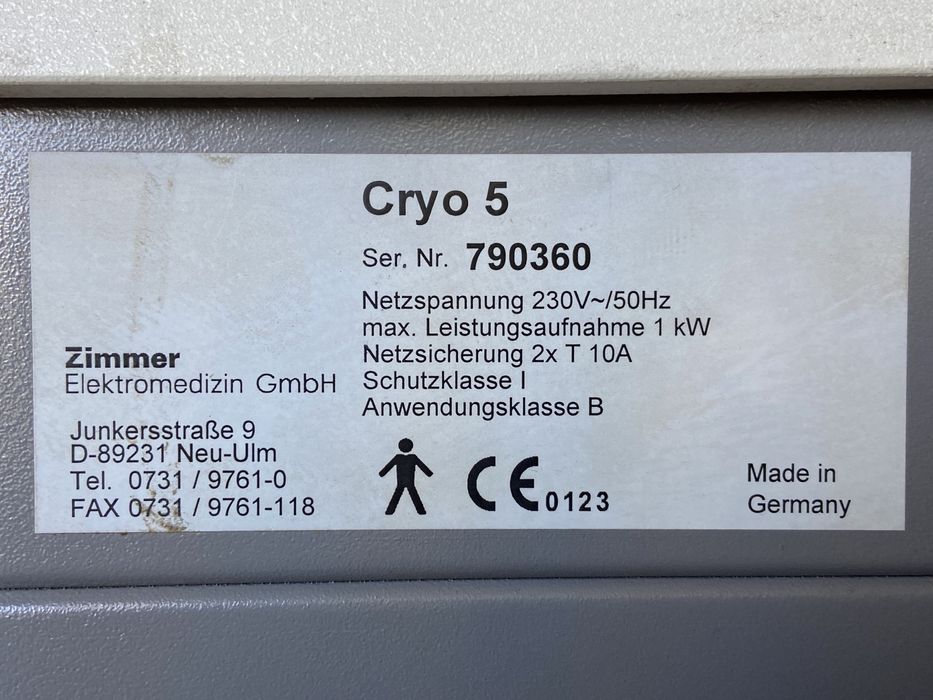 Cryo 5
Ser. Nr. 790360
Netzspannung 230V~/50Hz
max. Leistungsaufnahme 1 kW
Netzsicherung 2x T 10A
Schutzklasse I
Anwendungsklasse B
Zimmer
Elektromedizin GmbH
Junkersstraße 9
D-89231 Neu-Ulm
Tel. 0731 / 9761-0
FAX 0731 / 9761-118
CE 0123
Made in
Germany